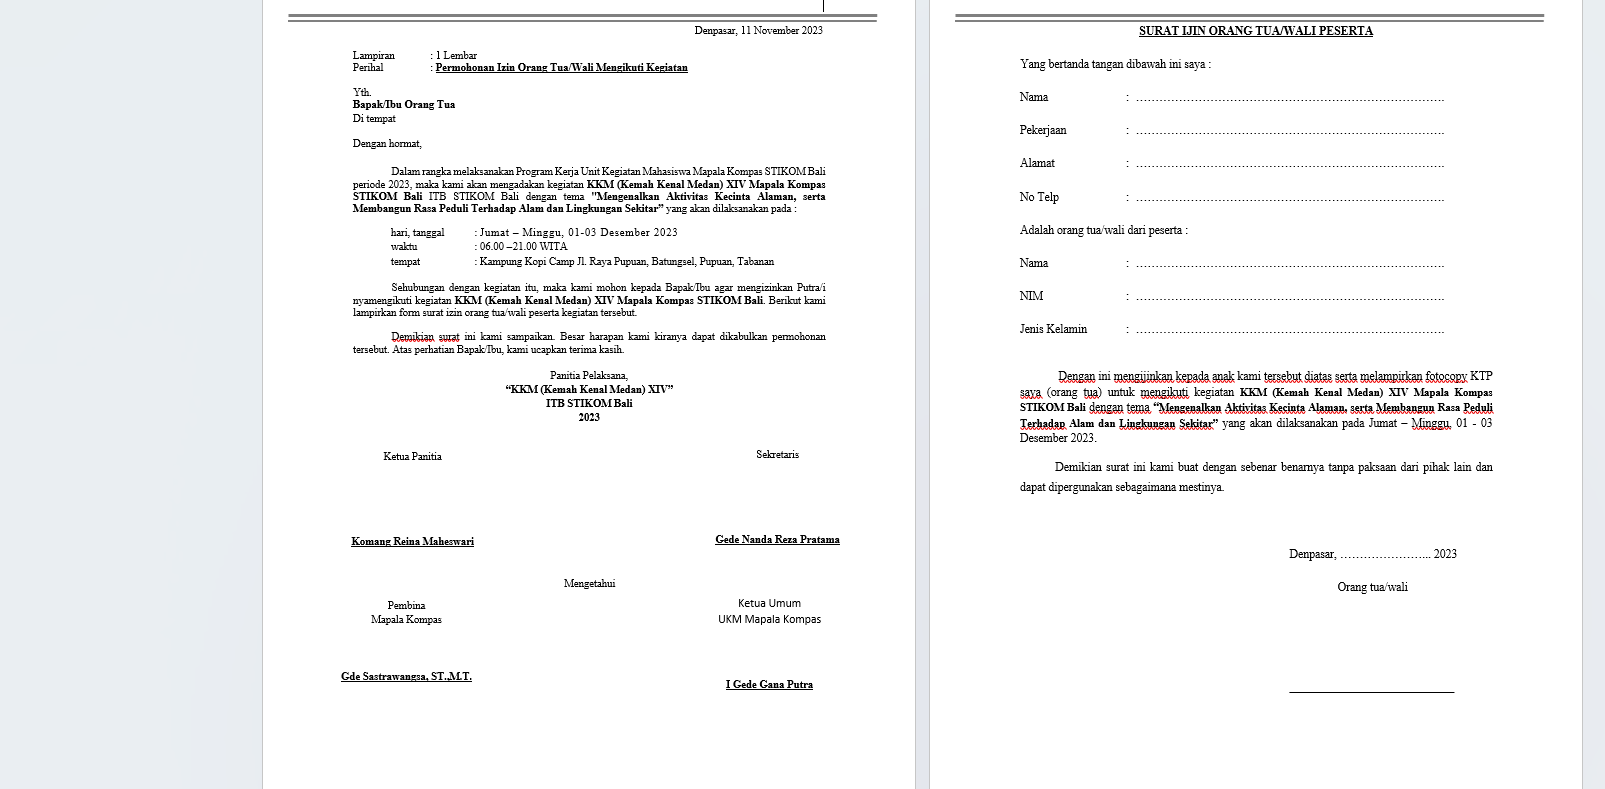 Denpasar, 11 November 2023
Lampiran : 1 Lembar
Perihal : Permohonan Izin Orang Tua/Wali Mengikuti Kegiatan
Yth.
Bapak/Ibu Orang Tua
Di tempat
Dengan hormat,
Dalam rangka melaksanakan Program Kerja Unit Kegiatan Mahasiswa Mapala Kompas STIKOM Bali
periode 2023, maka kami akan mengadakan kegiatan KKM (Kemah Kenal Medan) XIV Mapala Kompas
STIKOM Bali ITB STIKOM Bali dengan tema "Mengenalkan Aktivitas Kecinta Alaman, serta
Membangun Rasa Peduli Terhadap Alam dan Lingkungan Sekitar” yang akan dilaksanakan pada :
hari, tanggal : Jumat – Minggu, 01-03 Desember 2023
waktu : 06.00 –21.00 WITA
tempat : Kampung Kopi Camp Jl. Raya Pupuan, Batungsel, Pupuan, Tabanan
Sehubungan dengan kegiatan itu, maka kami mohon kepada Bapak/Ibu agar mengizinkan Putra/i
nyamengikuti kegiatan KKM (Kemah Kenal Medan) XIV Mapala Kompas STIKOM Bali. Berikut kami
lampirkan form surat izin orang tua/wali peserta kegiatan tersebut.
Demikian surat ini kami sampaikan. Besar harapan kami kiranya dapat dikabulkan permohonan
tersebut. Atas perhatian Bapak/Ibu, kami ucapkan terima kasih.
Panitia Pelaksana,
“KKM (Kemah Kenal Medan) XIV”
ITB STIKOM Bali
2023
Ketua Panitia Sekretaris
Komang Reina Maheswari Gede Nanda Reza Pratama
Mengetahui
Pembina Ketua Umum
Mapala Kompas UKM Mapala Kompas
Gde Sastrawangsa, ST.,M.T. I Gede Gana Putra
SURAT IJIN ORANG TUA/WALI PESERTA
Yang bertanda tangan dibawah ini saya :
Nama : …………………………………………………………………….
Pekerjaan : …………………………………………………………………….
Alamat : …………………………………………………………………….
No Telp : …………………………………………………………………….
Adalah orang tua/wali dari peserta :
Nama : …………………………………………………………………….
NIM : …………………………………………………………………….
Jenis Kelamin : …………………………………………………………………….
Dengan ini mengijinkan kepada anak kami tersebut diatas serta melampirkan fotocopy KTP
saya (orang tua) untuk mengikuti kegiatan KKM (Kemah Kenal Medan) XIV Mapala Kompas
STIKOM Bali dengan tema “Mengenalkan Aktivitas Kecinta Alaman, serta Membangun Rasa Peduli
Terhadap Alam dan Lingkungan Sekitar” yang akan dilaksanakan pada Jumat – Minggu, 01 - 03
Desember 2023.
Demikian surat ini kami buat dengan sebenar benarnya tanpa paksaan dari pihak lain dan
dapat dipergunakan sebagaimana mestinya.
Denpasar, …………………... 2023
Orang tua/wali